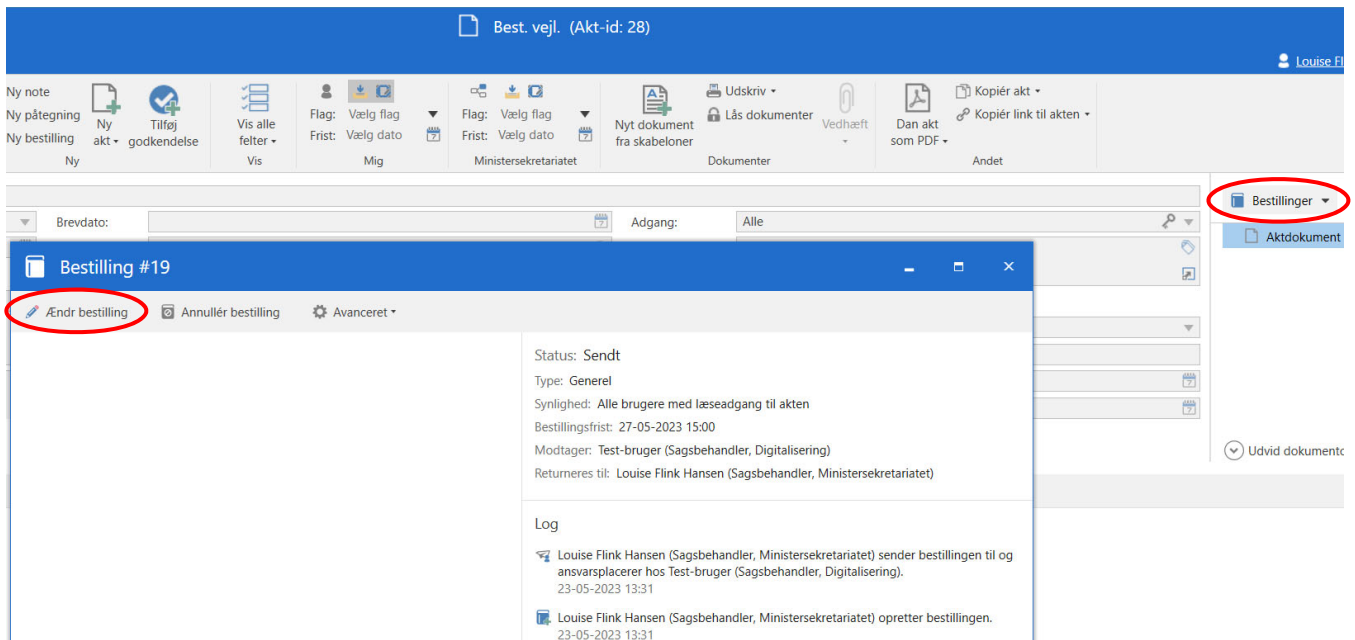 Best. vejl. (Akt-id: 28)
Louise Fl
Ny note
Ny påtegning
Ny bestilling
Ny
akt
Tilføj
godkendelse
Ny
Vis alle
felter
Vis
Flag: Vælg flag
Frist: Vælg dato
Mig
Flag: Vælg flag
Frist: Vælg dato
Ministersekretariatet
Nyt dokument
fra skabeloner
Udskriv
Lås dokumenter
Vedhæft
Dokumenter
Dan akt
som PDF
Kopiér akt
Kopiér link til akten
Andet
Brevdato:
Adgang: Alle
Bestillinger
Aktdokument
Udvid dokumento
Bestilling #19
Ændr bestilling Annullér bestilling Avanceret
Status: Sendt
Type: Generel
Synlighed: Alle brugere med læseadgang til akten
Bestillingsfrist: 27-05-2023 15:00
Modtager: Test-bruger (Sagsbehandler, Digitalisering)
Returneres til: Louise Flink Hansen (Sagsbehandler, Ministersekretariatet)
Log
Louise Flink Hansen (Sagsbehandler, Ministersekretariatet) sender bestillingen til og
ansvarsplacerer hos Test-bruger (Sagsbehandler, Digitalisering).
23-05-2023 13:31
Louise Flink Hansen (Sagsbehandler, Ministersekretariatet) opretter bestillingen.
23-05-2023 13:31